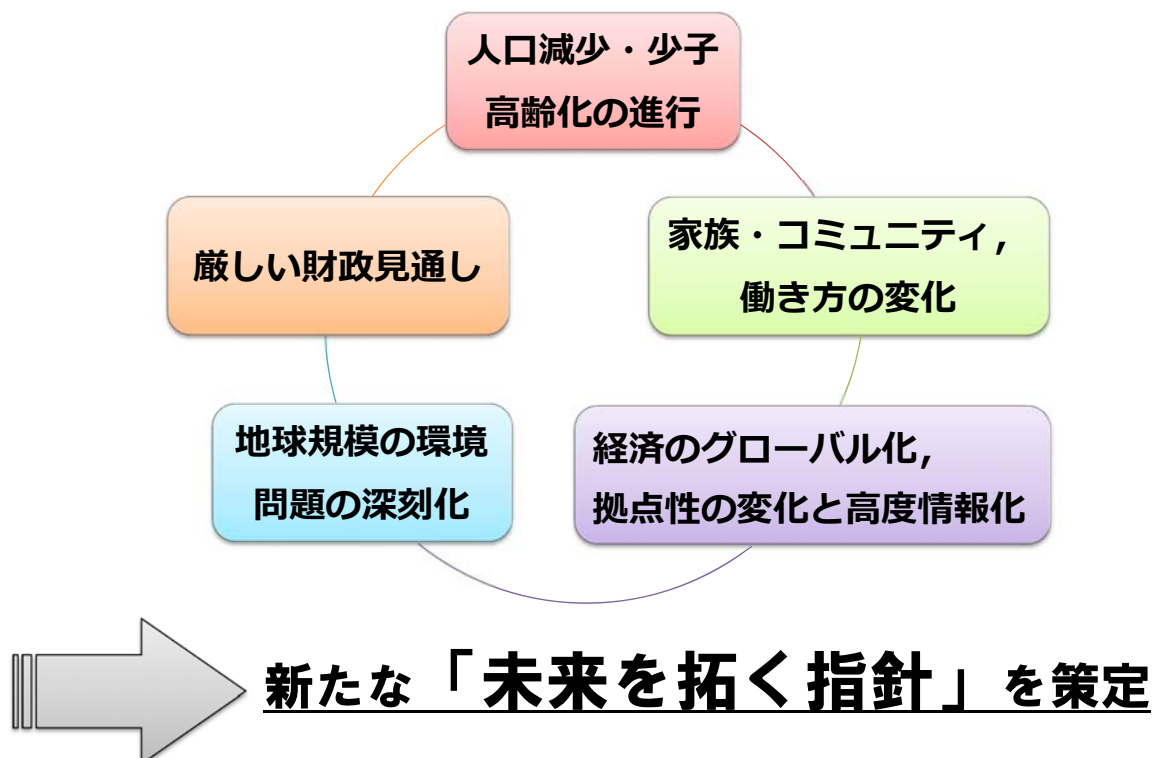 人口減少・少子
高齢化の進行
厳しい財政見通し
家族・コミュニティ，
働き方の変化
地球規模の環境
問題の深刻化
経済のグローバル化，
拠点性の変化と高度情報化
新たな「未来を拓く指針」を策定